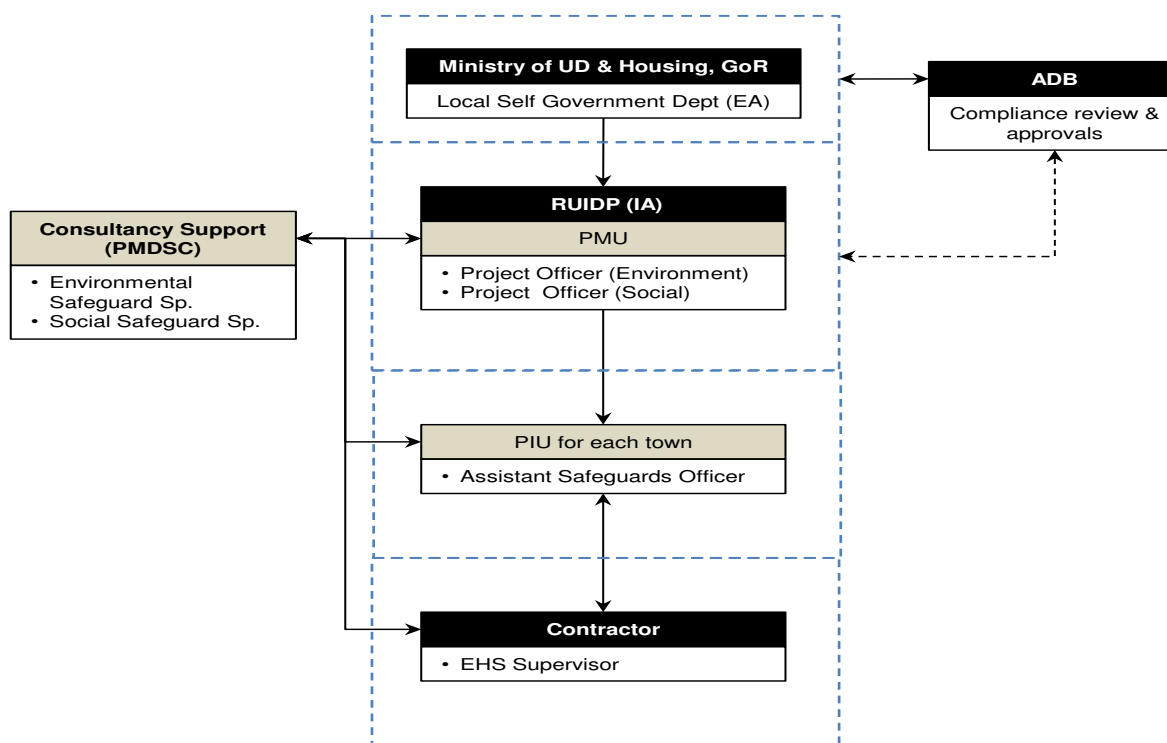 Ministry of UD & Housing, GoR
Local Self Government Dept (EA)
ADB
Compliance review &
approvals
RUIDP (IA)
PMU
• Project Officer (Environment)
• Project Officer (Social)
Consultancy Support
(PMDSC)
• Environmental
Safeguard Sp.
• Social Safeguard Sp.
PIU for each town
• Assistant Safeguards Officer
Contractor
• EHS Supervisor